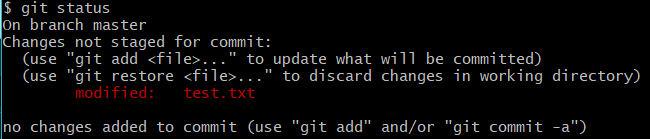 $ git status
On branch master
Changes not staged for commit:
  (use "git add <file>..." to update what will be committed)
  (use "git restore <file>..." to discard changes in working directory)
        modified:   test.txt

no changes added to commit (use "git add" and/or "git commit -a")